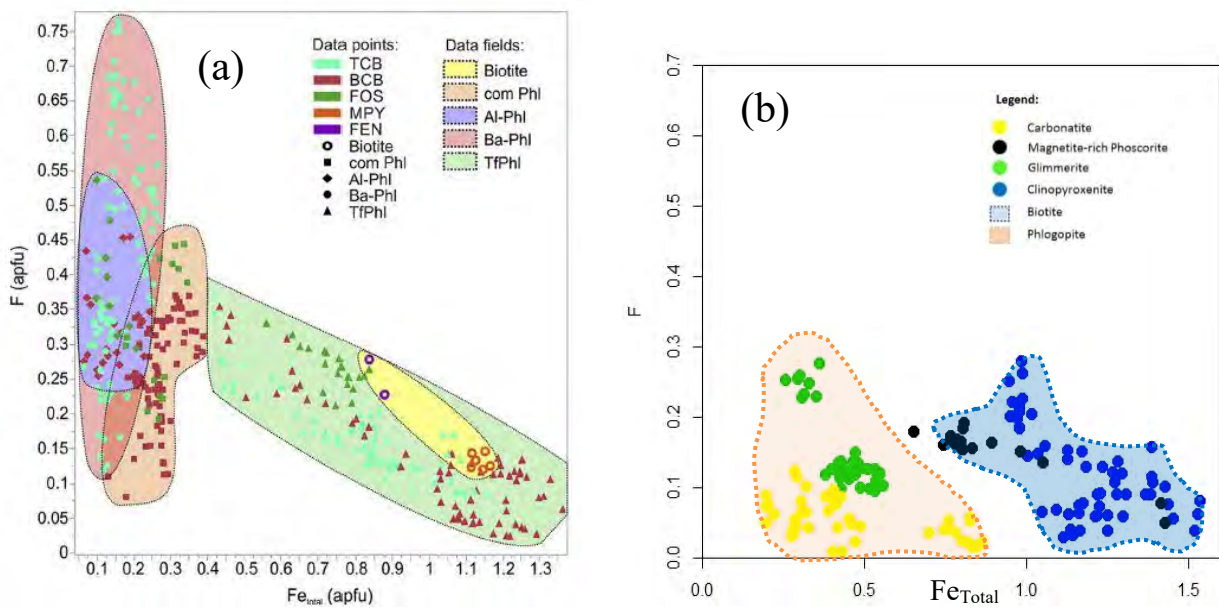 (a)
Data points:
TCB
BCB
FOS
MPY
FEN
Biotite
com Phl
Al-Phl
Ba-Phl
TfPhl
Data fields:
Biotite
com Phl
Al-Phl
Ba-Phl
TfPhl
F (apfu)
0.75
0.7
0.65
0.6
0.55
0.5
0.45
0.4
0.35
0.3
0.25
0.2
0.15
0.1
0.05
0
0.1 0.2 0.3 0.4 0.5 0.6 0.7 0.8 0.9 1 1.1 1.2 1.3
Fetotal (apfu)
(b)
Legend:
Carbonatite
Magnetite-rich Phoscorite
Glimmerite
Clinopyroxenite
Biotite
Phlogopite
F
0.7
0.6
0.5
0.4
0.3
0.2
0.1
0.0
0.0 0.5 1.0 1.5
FeTotal